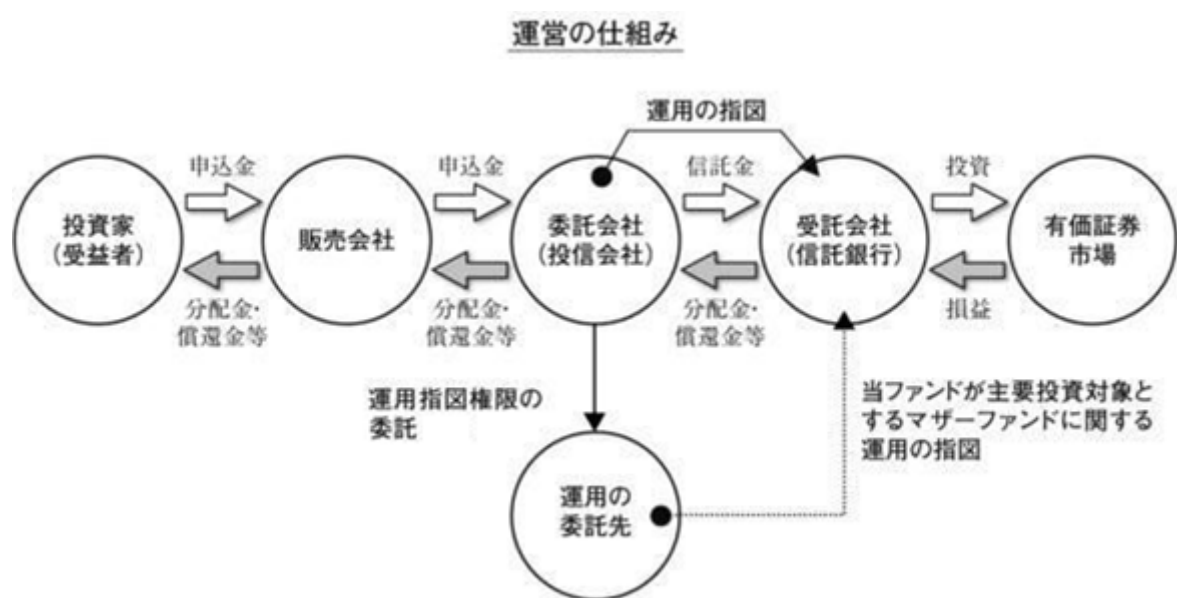 運営の仕組み
運用の指図
申込金
申込金
信託金
投資
投資家
(受益者)
販売会社
委託会社
(投信会社)
受託会社
(信託銀行)
有価証券
市場
分配金・
償還金等
分配金・
償還金等
分配金・
償還金等
損益
運用指図権限の
委託
当ファンドが主要投資対象と
するマザーファンドに関する
運用の指図
運用の
委託先